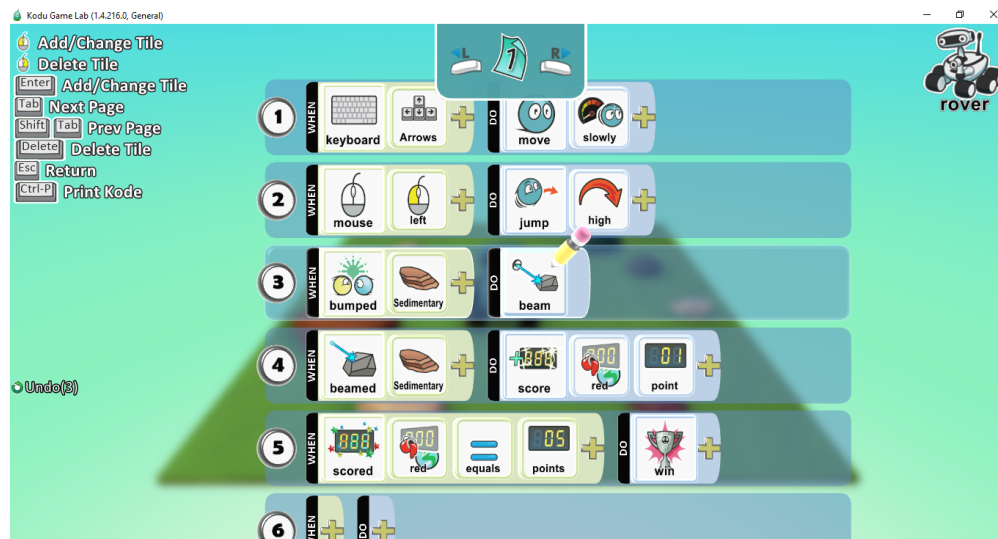 Kodu Game Lab (1.4.216.0, General)
Add/Change Tile
Delete Tile
Enter Add/Change Tile
Tab Next Page
Shift Tab Prev Page
Delete Delete Tile
Esc Return
Ctrl-P Print Kode
Undo(3)
L 1 R
rover
1 WHEN keyboard Arrows DO move slowly
2 WHEN mouse left DO jump high
3 WHEN bumped Sedimentary DO beam
4 WHEN beamed Sedimentary DO score red 01 point
5 WHEN scored red equals 05 points DO win
6 WHEN DO